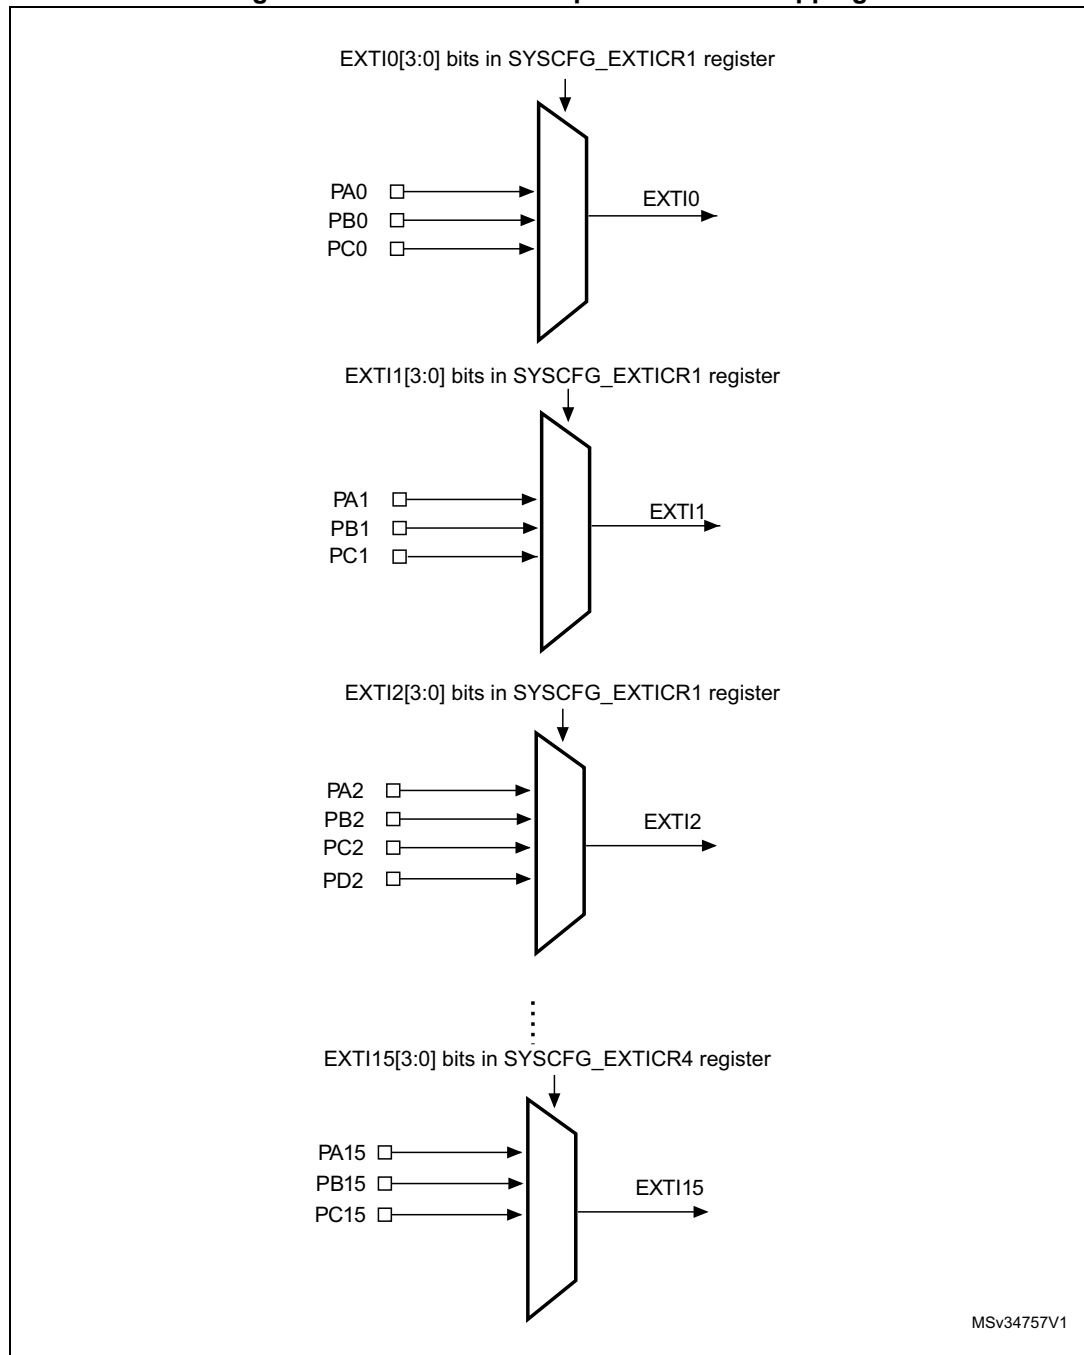 EXTI0[3:0] bits in SYSCFG_EXTICR1 register
PA0
EXTI0
PB0
PC0
EXTI1[3:0] bits in SYSCFG_EXTICR1 register
PA1
EXTI1
PB1
PC1
EXTI2[3:0] bits in SYSCFG_EXTICR1 register
PA2
PB2
EXTI2
PC2
PD2
EXTI15[3:0] bits in SYSCFG_EXTICR4 register
PA15
PB15
EXTI15
PC15
MSv34757V1